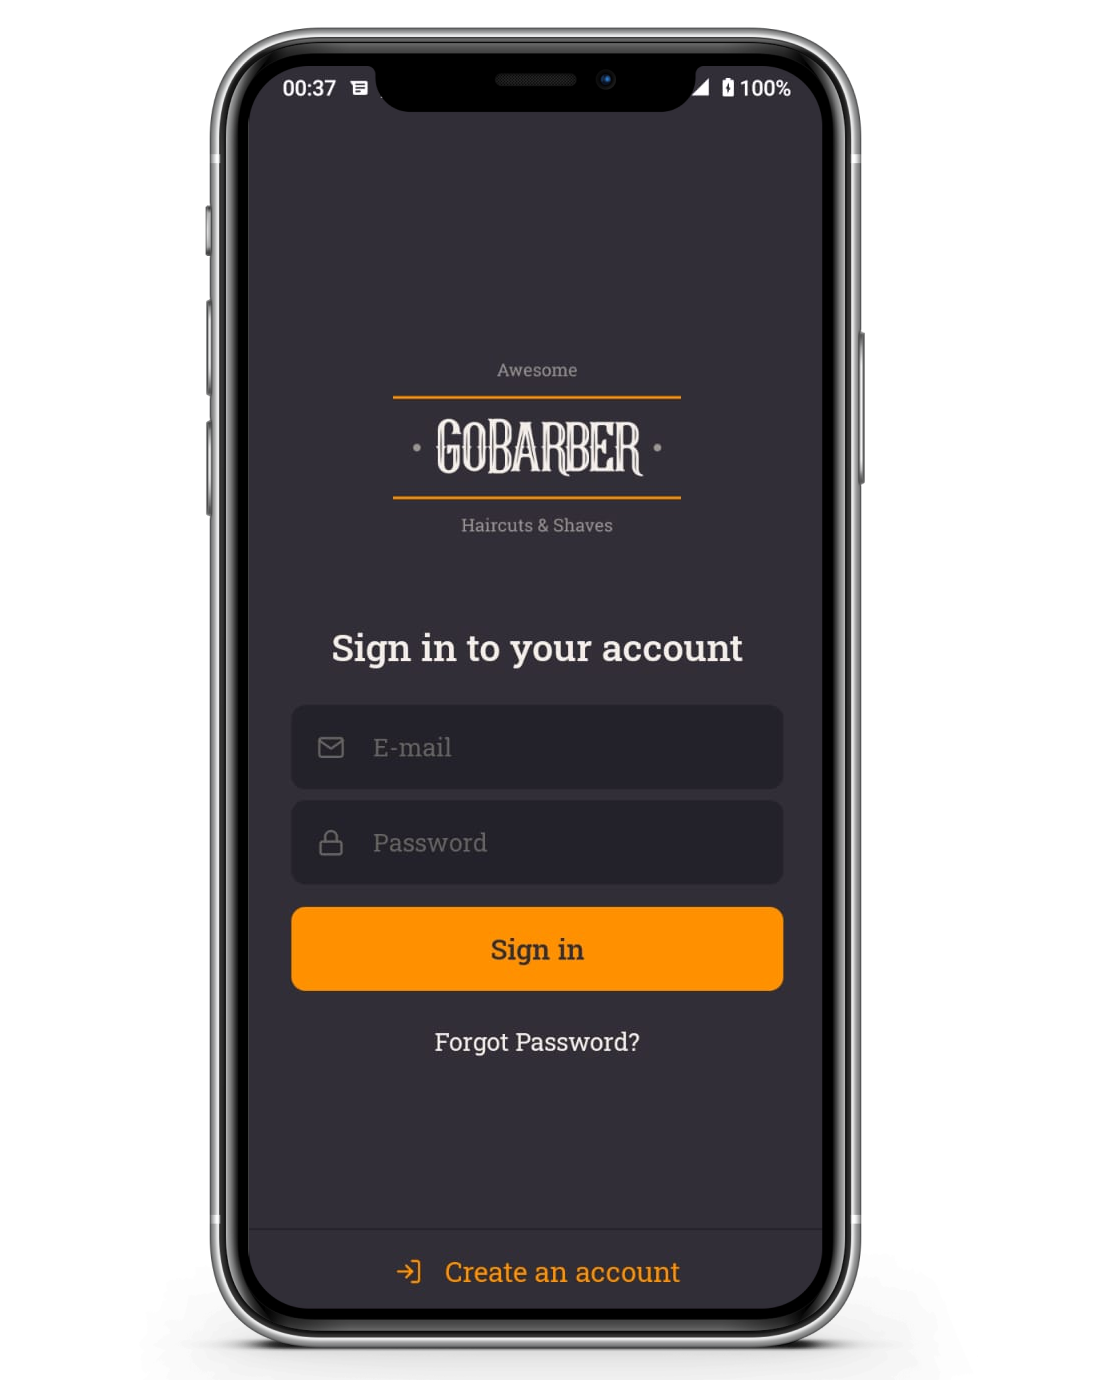 00:37 100%
Awesome
• GOBARBER •
Haircuts & Shaves
Sign in to your account
E-mail
Password
Sign in
Forgot Password?
Create an account